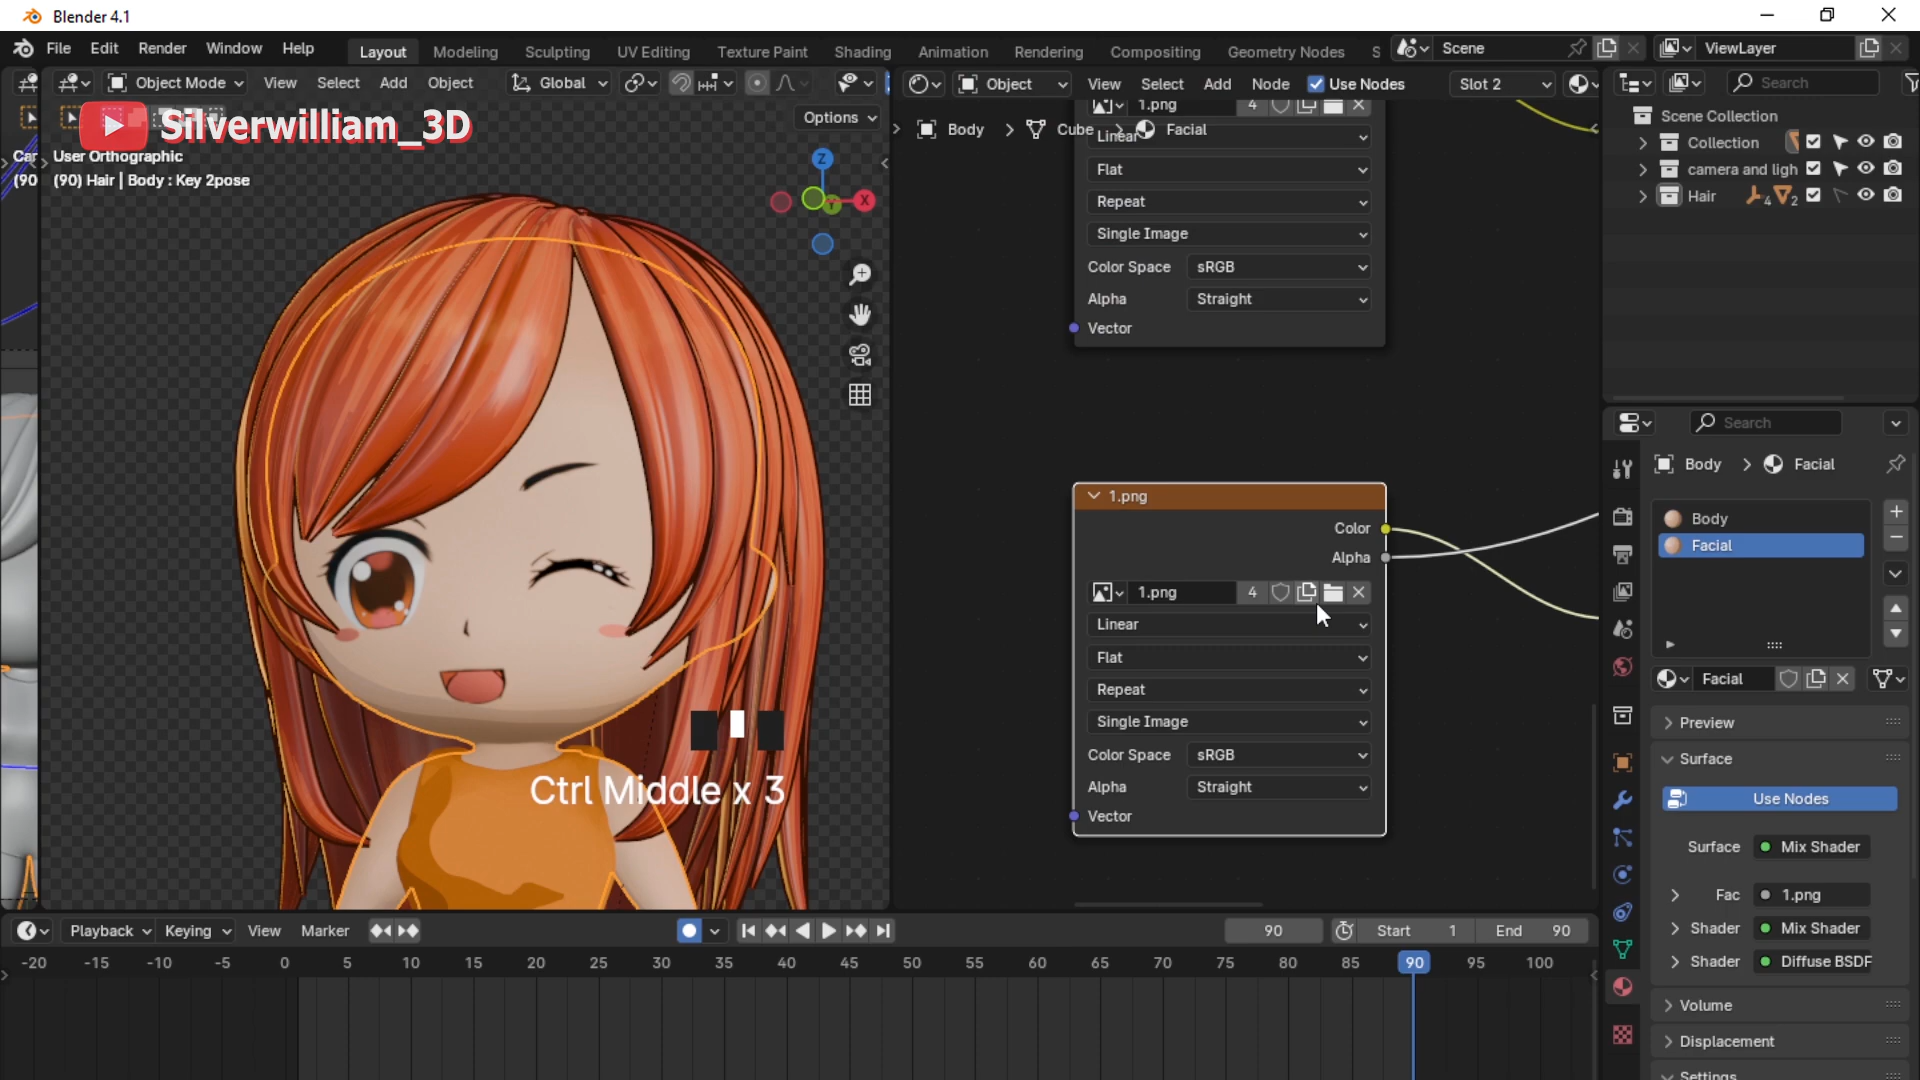 Blender 4.1
File Edit Render Window Help Layout Modeling Sculpting UV Editing Texture Paint Shading Animation Rendering Compositing Geometry Nodes S Scene ViewLayer
Object Mode View Select Add Object Global
Object View Select Add Node Use Nodes Slot 2
Search
Options
Silverwilliam_3D
Car User Orthographic
(90 (90) Hair | Body : Key 2pose
Z
X
Y
1.png 4
Body Cube Facial
Linear
Flat
Repeat
Single Image
Color Space sRGB
Alpha Straight
Vector
1.png
Color
Alpha
1.png 4
Linear
Flat
Repeat
Single Image
Color Space sRGB
Alpha Straight
Vector
Ctrl Middle x 3
Scene Collection
Collection
camera and ligh
Hair 4 2
Search
Body Facial
Body
Facial
Facial
Preview
Surface
Use Nodes
Surface Mix Shader
Fac 1.png
Shader Mix Shader
Shader Diffuse BSDF
Volume
Displacement
Settings
Playback Keying View Marker 90 Start 1 End 90
-20 -15 -10 -5 0 5 10 15 20 25 30 35 40 45 50 55 60 65 70 75 80 85 90 95 100